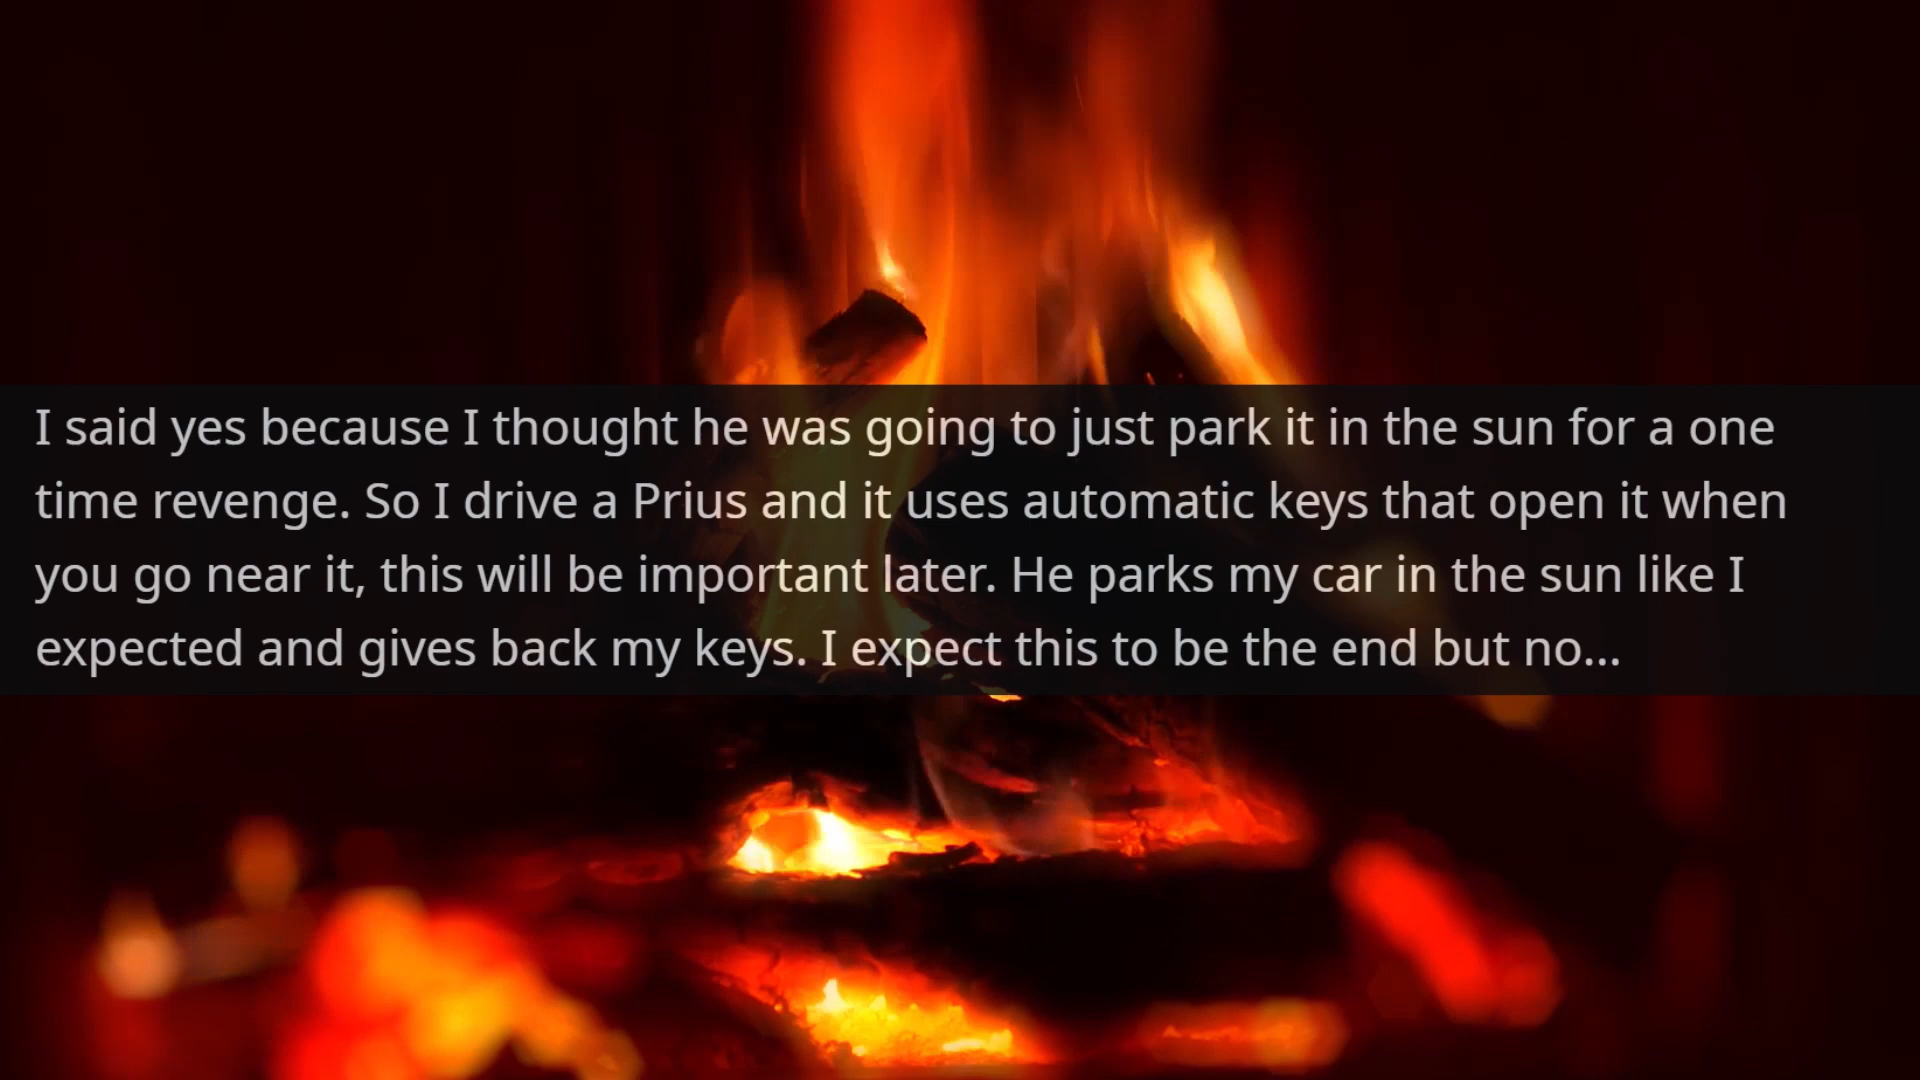 I said yes because I thought he was going to just park it in the sun for a one
time revenge. So I drive a Prius and it uses automatic keys that open it when
you go near it, this will be important later. He parks my car in the sun like I
expected and gives back my keys. I expect this to be the end but no...